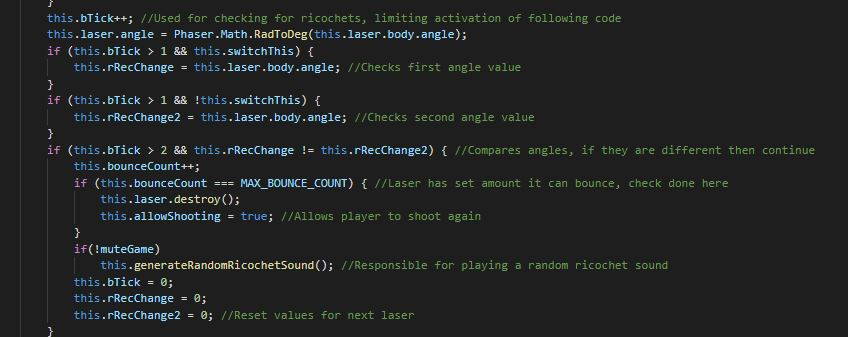 }
this.bTick++; //Used for checking for ricochets, limiting activation of following code
this.laser.angle = Phaser.Math.RadToDeg(this.laser.body.angle);
if (this.bTick > 1 && this.switchThis) {
this.rRecChange = this.laser.body.angle; //Checks first angle value
}
if (this.bTick > 1 && !this.switchThis) {
this.rRecChange2 = this.laser.body.angle; //Checks second angle value
}
if (this.bTick > 2 && this.rRecChange != this.rRecChange2) { //Compares angles, if they are different then continue
this.bounceCount++;
if (this.bounceCount === MAX_BOUNCE_COUNT) { //Laser has set amount it can bounce, check done here
this.laser.destroy();
this.allowShooting = true; //Allows player to shoot again
}
if(!muteGame)
this.generateRandomRicochetSound(); //Responsible for playing a random ricochet sound
this.bTick = 0;
this.rRecChange = 0;
this.rRecChange2 = 0; //Reset values for next laser
}